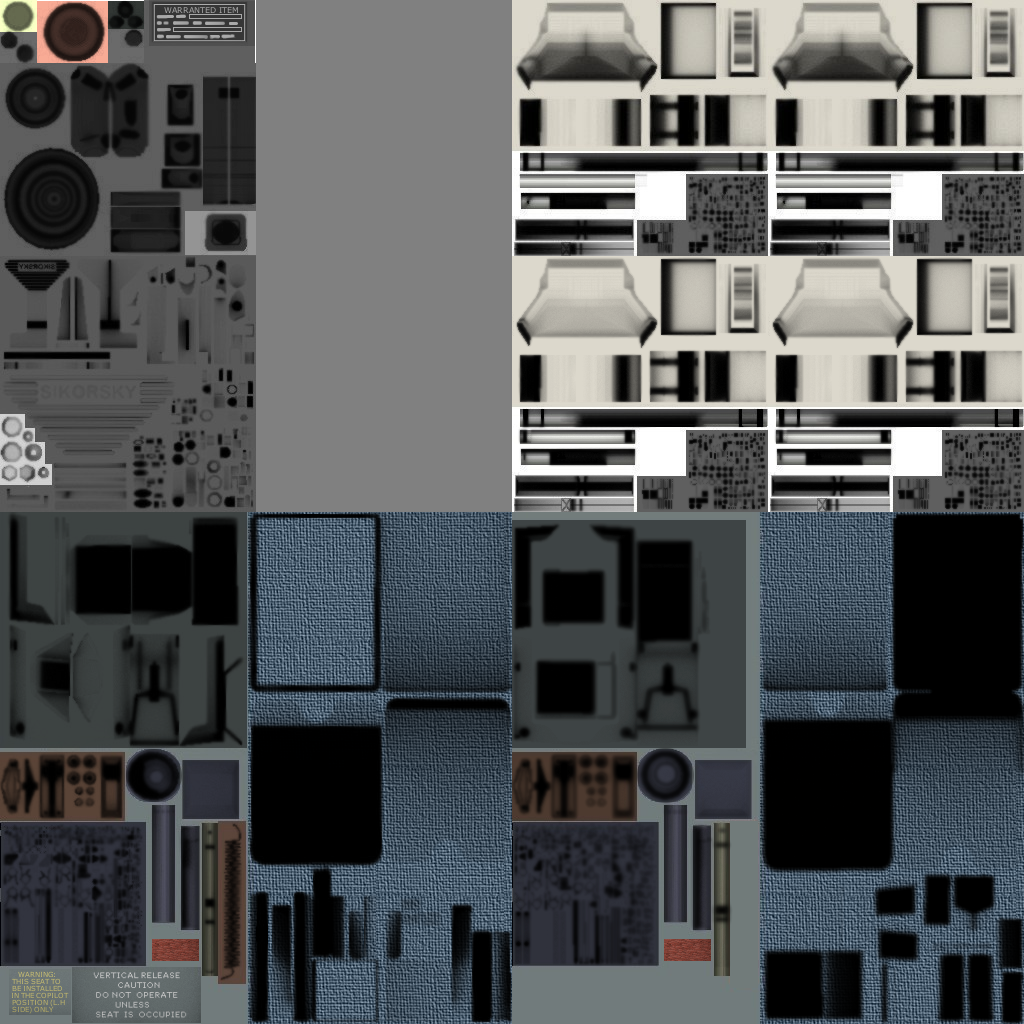 WARRANTED ITEM
SIKORSKY
WARNING:
THIS SEAT TO
BE INSTALLED
IN THE COPILOT
POSITION (L.H
SIDE) ONLY
VERTICAL RELEASE
CAUTION
DO NOT OPERATE
UNLESS
SEAT IS OCCUPIED